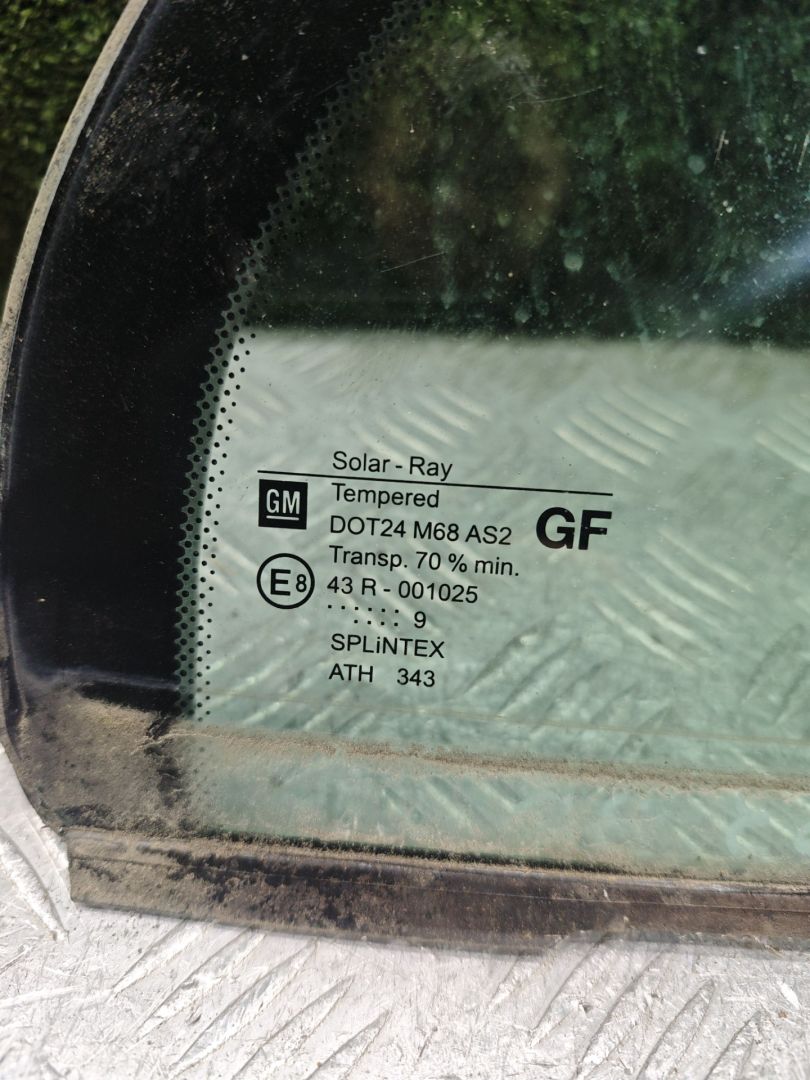 Solar - Ray
GM Tempered
DOT24 M68 AS2 GF
Transp. 70 % min.
E8 43 R - 001025
. : . : : : . 9
SPLiNTEX
ATH 343